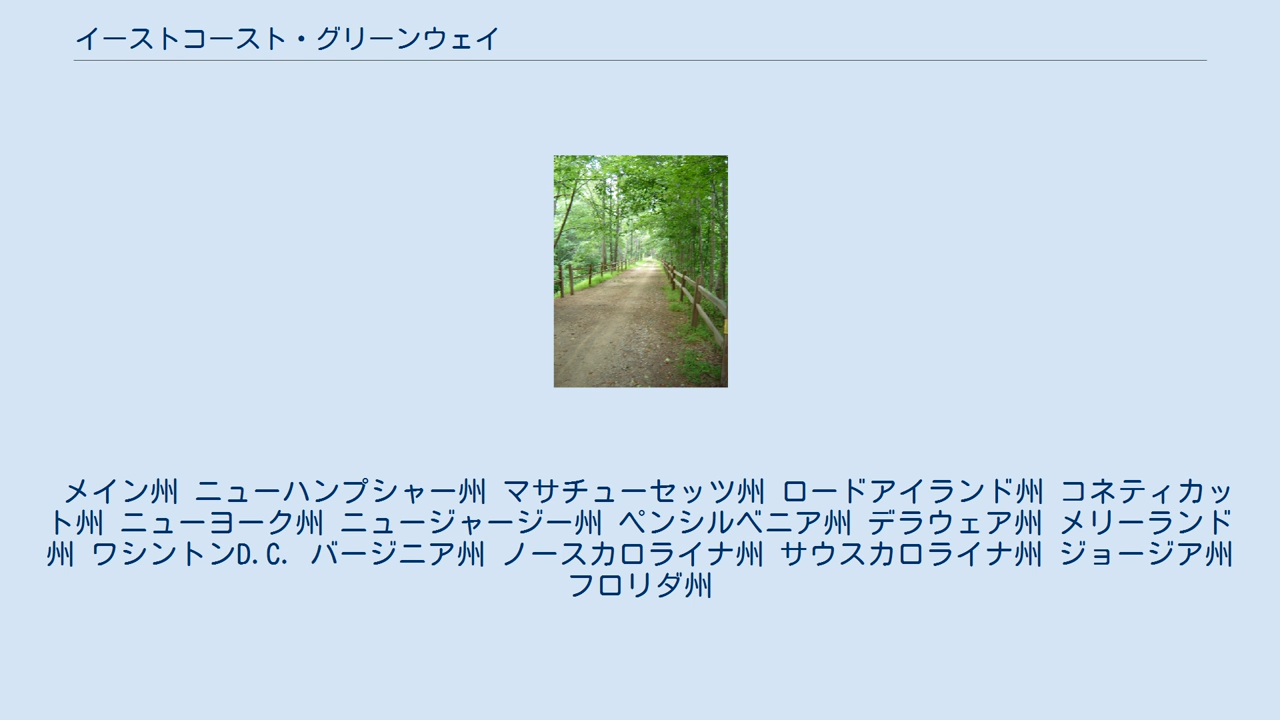 イーストコースト・グリーンウェイ
メイン州 ニューハンプシャー州 マサチューセッツ州 ロードアイランド州 コネティカッ
ト州 ニューヨーク州 ニュージャージー州 ペンシルベニア州 デラウェア州 メリーランド
州 ワシントンD.C. バージニア州 ノースカロライナ州 サウスカロライナ州 ジョージア州
フロリダ州